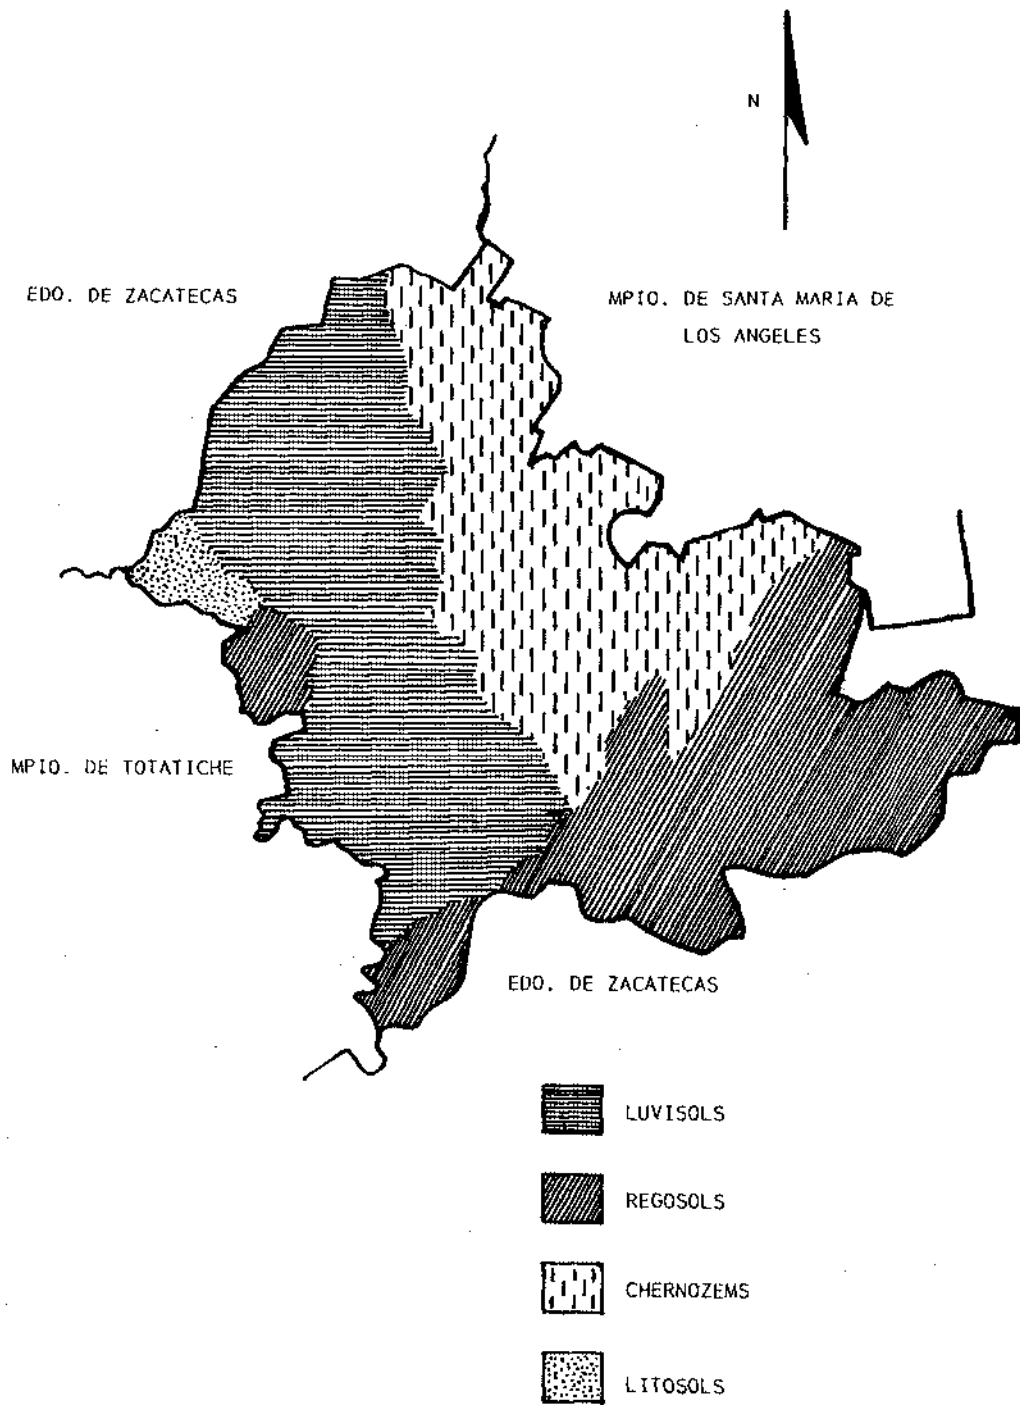 N
EDO. DE ZACATECAS
MPIO. DE SANTA MARIA DE
LOS ANGELES
MPIO. DE TOTATICHE
EDO. DE ZACATECAS
LUVISOLS
REGOSOLS
CHERNOZEMS
LITOSOLS